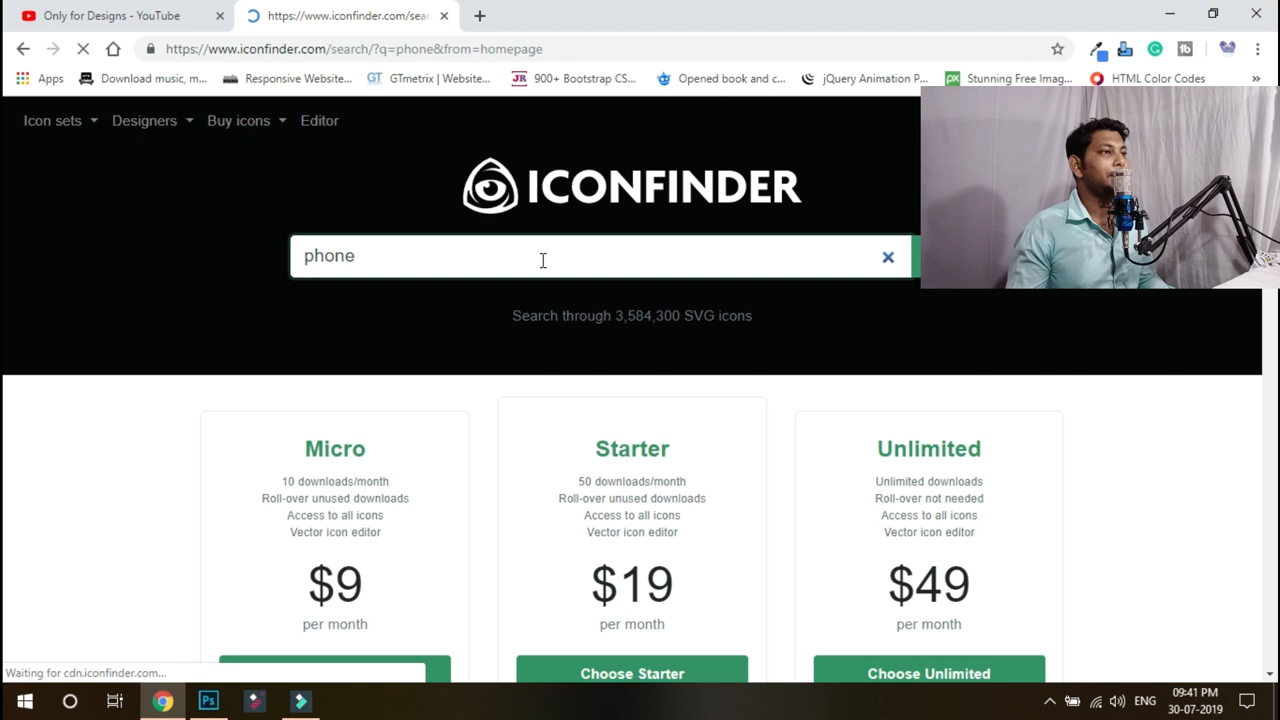 Only for Designs - YouTube
https://www.iconfinder.com/sear
https://www.iconfinder.com/search/?q=phone&from=homepage
Apps
Download music, m...
Responsive Website...
GT GTmetrix | Website...
JR 900+ Bootstrap CS...
Opened book and c...
jQuery Animation P...
px Stunning Free Imag...
HTML Color Codes
»
Icon sets
Designers
Buy icons
Editor
ICONFINDER
phone
Search through 3,584,300 SVG icons
Micro
10 downloads/month
Roll-over unused downloads
Access to all icons
Vector icon editor
$9
per month
Starter
50 downloads/month
Roll-over unused downloads
Access to all icons
Vector icon editor
$19
per month
Choose Starter
Unlimited
Unlimited downloads
Roll-over not needed
Access to all icons
Vector icon editor
$49
per month
Choose Unlimited
Waiting for cdn.iconfinder.com...
Ps
ENG
09:41 PM
30-07-2019